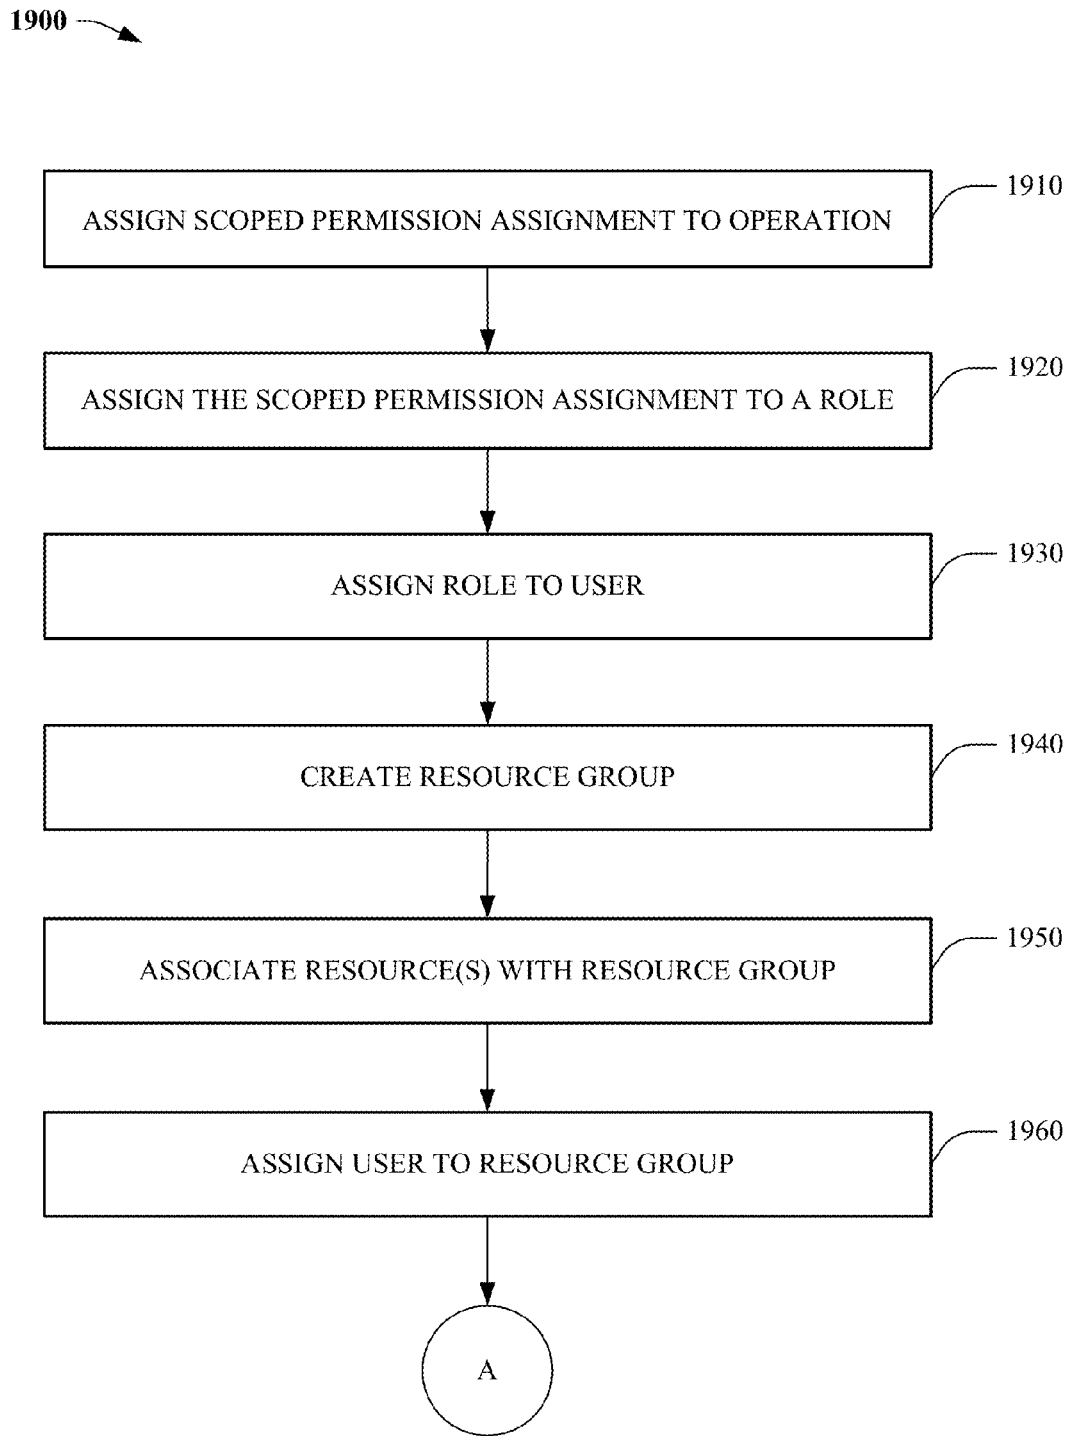 1900
ASSIGN SCOPED PERMISSION ASSIGNMENT TO OPERATION
1910
ASSIGN THE SCOPED PERMISSION ASSIGNMENT TO A ROLE
1920
ASSIGN ROLE TO USER
1930
CREATE RESOURCE GROUP
1940
ASSOCIATE RESOURCE(S) WITH RESOURCE GROUP
1950
ASSIGN USER TO RESOURCE GROUP
1960
A